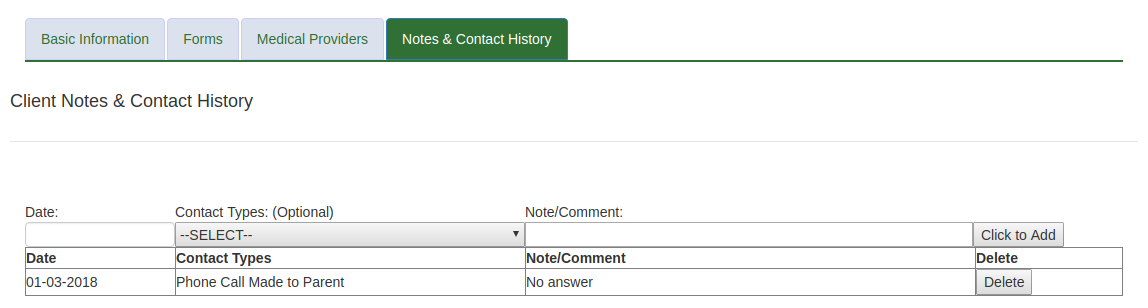 Basic Information Forms Medical Providers Notes & Contact History
Client Notes & Contact History
Date: Contact Types: (Optional) Note/Comment:
--SELECT-- Click to Add
Date Contact Types Note/Comment Delete
01-03-2018 Phone Call Made to Parent No answer Delete